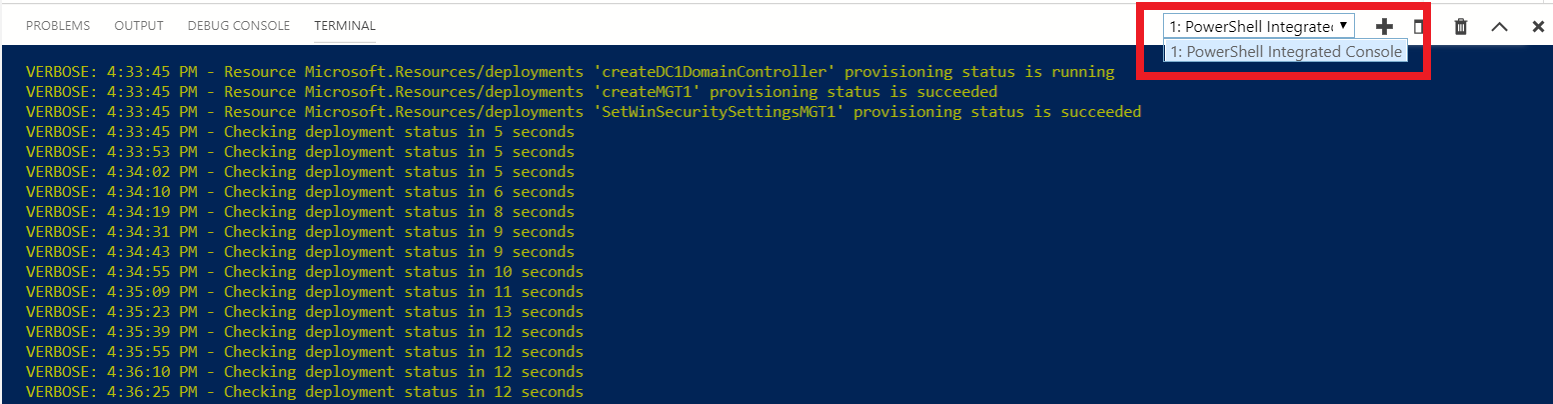 PROBLEMS OUTPUT DEBUG CONSOLE TERMINAL 1: PowerShell Integrate
1: PowerShell Integrated Console
VERBOSE: 4:33:45 PM - Resource Microsoft.Resources/deployments 'createDC1DomainController' provisioning status is running
VERBOSE: 4:33:45 PM - Resource Microsoft.Resources/deployments 'createMGT1' provisioning status is succeeded
VERBOSE: 4:33:45 PM - Resource Microsoft.Resources/deployments 'SetWinSecuritySettingsMGT1' provisioning status is succeeded
VERBOSE: 4:33:45 PM - Checking deployment status in 5 seconds
VERBOSE: 4:33:53 PM - Checking deployment status in 5 seconds
VERBOSE: 4:34:02 PM - Checking deployment status in 5 seconds
VERBOSE: 4:34:10 PM - Checking deployment status in 6 seconds
VERBOSE: 4:34:19 PM - Checking deployment status in 8 seconds
VERBOSE: 4:34:31 PM - Checking deployment status in 9 seconds
VERBOSE: 4:34:43 PM - Checking deployment status in 9 seconds
VERBOSE: 4:34:55 PM - Checking deployment status in 10 seconds
VERBOSE: 4:35:09 PM - Checking deployment status in 11 seconds
VERBOSE: 4:35:23 PM - Checking deployment status in 13 seconds
VERBOSE: 4:35:39 PM - Checking deployment status in 12 seconds
VERBOSE: 4:35:55 PM - Checking deployment status in 12 seconds
VERBOSE: 4:36:10 PM - Checking deployment status in 12 seconds
VERBOSE: 4:36:25 PM - Checking deployment status in 12 seconds